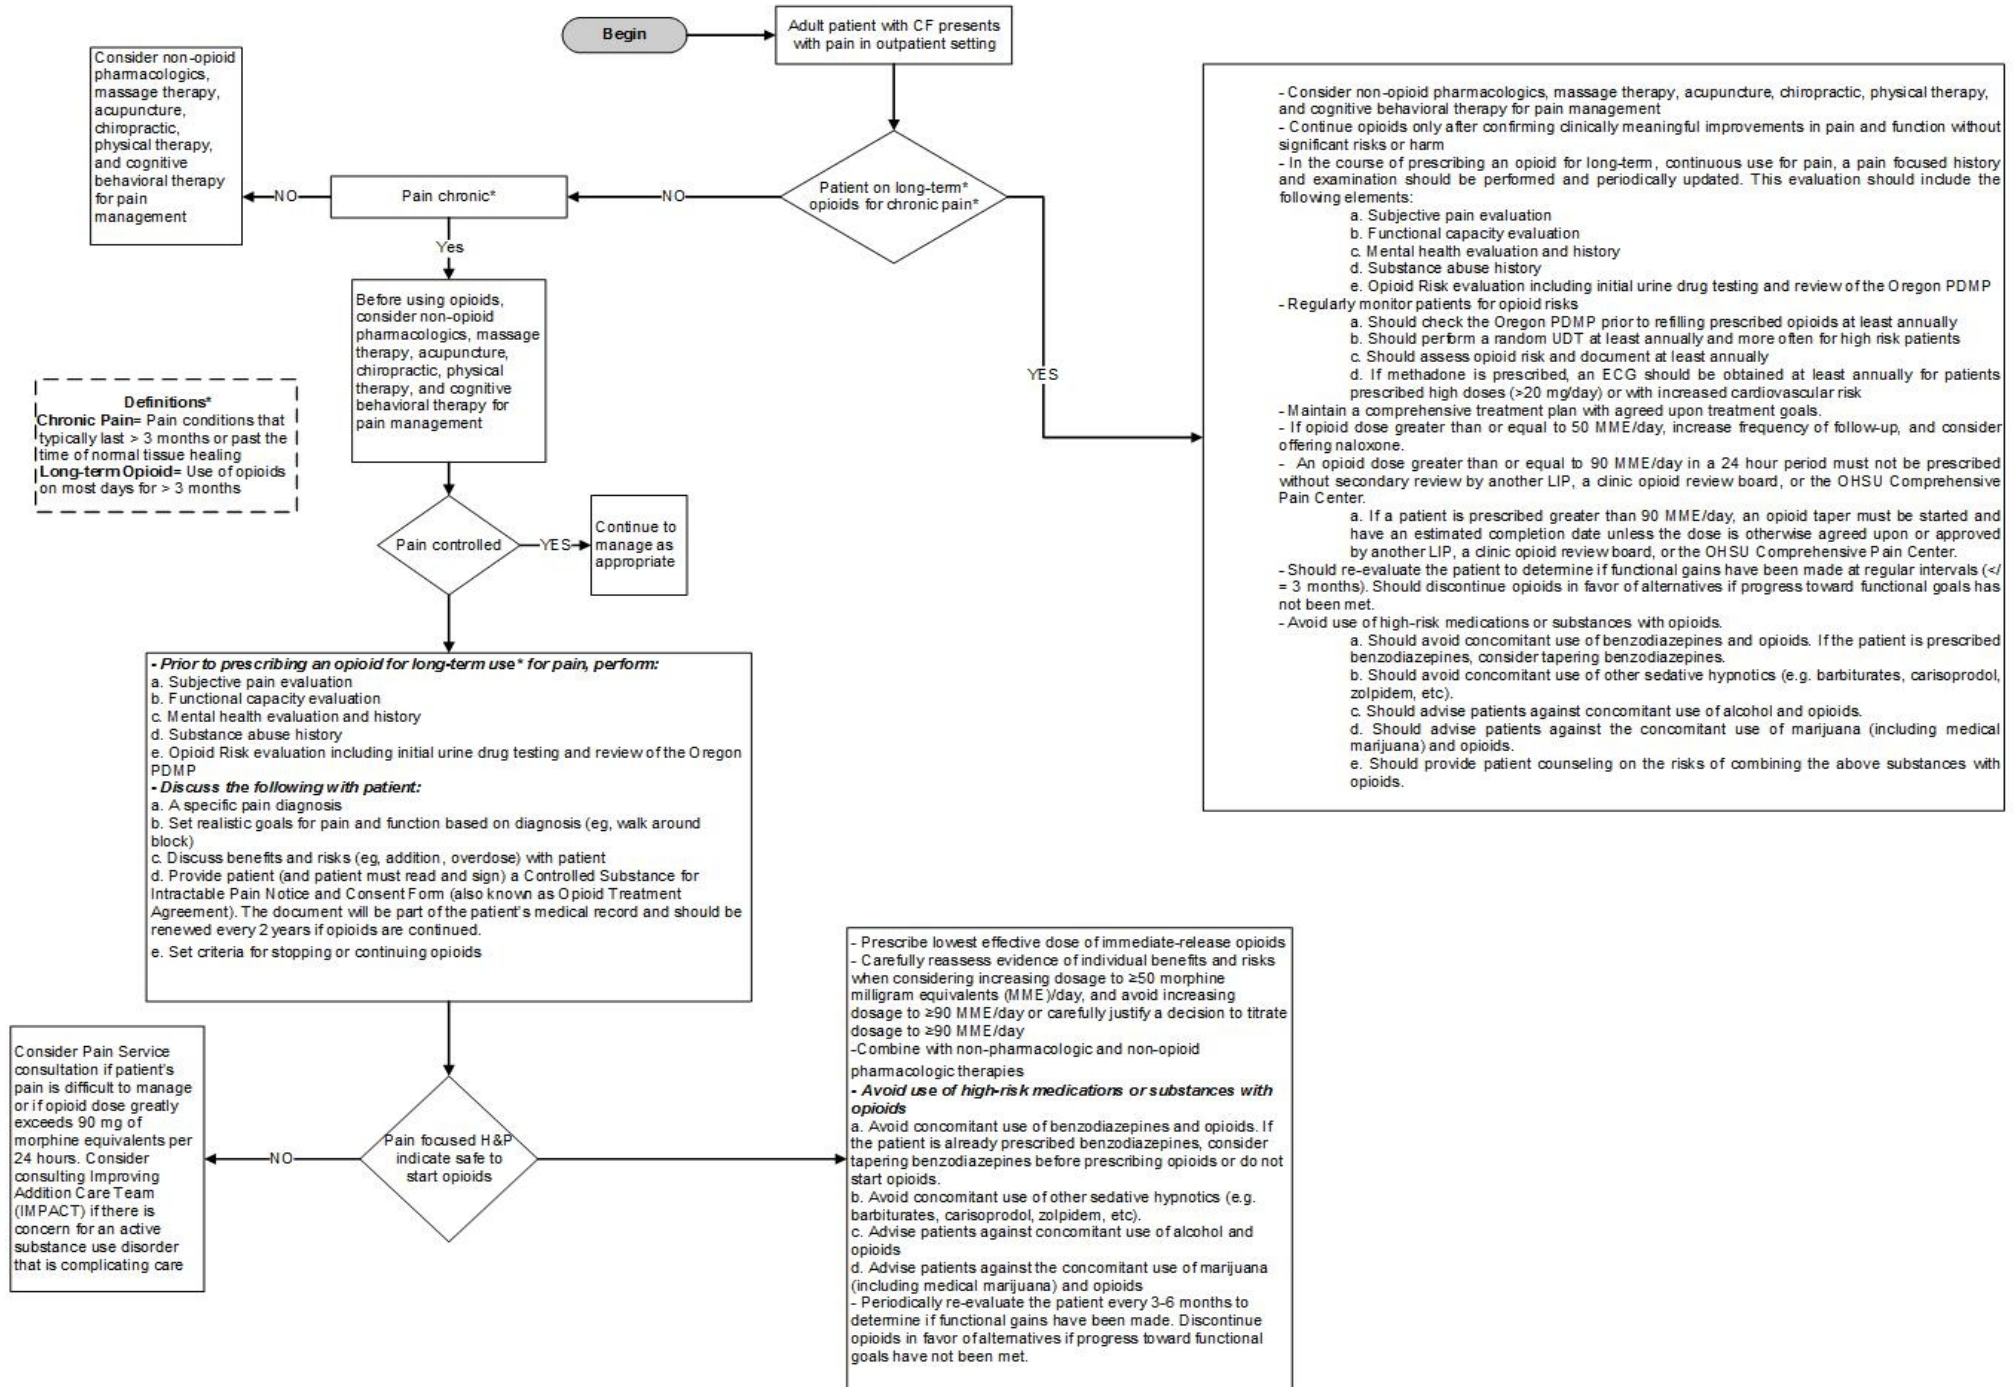 Begin
Adult patient with CF presents
with pain in outpatient setting
Patient on long-term*
opioids for chronic pain*
NO
YES
Pain chronic*
NO
Yes
Consider non-opioid
pharmacologics,
massage therapy,
acupuncture,
chiropractic,
physical therapy,
and cognitive
behavioral therapy
for pain
management
Before using opioids,
consider non-opioid
pharmacologics, massage
therapy, acupuncture,
chiropractic, physical
therapy, and cognitive
behavioral therapy for
pain management
Definitions*
Chronic Pain= Pain conditions that
typically last > 3 months or past the
time of normal tissue healing
Long-term Opioid= Use of opioids
on most days for > 3 months
Pain controlled
YES
Continue to
manage as
appropriate
- Prior to prescribing an opioid for long-term use* for pain, perform:
a. Subjective pain evaluation
b. Functional capacity evaluation
c. Mental health evaluation and history
d. Substance abuse history
e. Opioid Risk evaluation including initial urine drug testing and review of the Oregon
PDMP
- Discuss the following with patient:
a. A specific pain diagnosis
b. Set realistic goals for pain and function based on diagnosis (eg, walk around
block)
c. Discuss benefits and risks (eg, addition, overdose) with patient
d. Provide patient (and patient must read and sign) a Controlled Substance for
Intractable Pain Notice and Consent Form (also known as Opioid Treatment
Agreement). The document will be part of the patient's medical record and should be
renewed every 2 years if opioids are continued.
e. Set criteria for stopping or continuing opioids
Pain focused H&P
indicate safe to
start opioids
NO
Consider Pain Service
consultation if patient's
pain is difficult to manage
or if opioid dose greatly
exceeds 90 mg of
morphine equivalents per
24 hours. Consider
consulting Improving
Addition Care Team
(IMPACT) if there is
concern for an active
substance use disorder
that is complicating care
- Prescribe lowest effective dose of immediate-release opioids
- Carefully reassess evidence of individual benefits and risks
when considering increasing dosage to ≥50 morphine
milligram equivalents (MME)/day, and avoid increasing
dosage to ≥90 MME/day or carefully justify a decision to titrate
dosage to ≥90 MME/day
-Combine with non-pharmacologic and non-opioid
pharmacologic therapies
- Avoid use of high-risk medications or substances with
opioids
a. Avoid concomitant use of benzodiazepines and opioids. If
the patient is already prescribed benzodiazepines, consider
tapering benzodiazepines before prescribing opioids or do not
start opioids.
b. Avoid concomitant use of other sedative hypnotics (e.g.
barbiturates, carisoprodol, zolpidem, etc).
c. Advise patients against concomitant use of alcohol and
opioids
d. Advise patients against the concomitant use of marijuana
(including medical marijuana) and opioids
- Periodically re-evaluate the patient every 3-6 months to
determine if functional gains have been made. Discontinue
opioids in favor of alternatives if progress toward functional
goals have not been met.
- Consider non-opioid pharmacologics, massage therapy, acupuncture, chiropractic, physical therapy,
and cognitive behavioral therapy for pain management
- Continue opioids only after confirming clinically meaningful improvements in pain and function without
significant risks or harm
- In the course of prescribing an opioid for long-term, continuous use for pain, a pain focused history
and examination should be performed and periodically updated. This evaluation should include the
following elements:
a. Subjective pain evaluation
b. Functional capacity evaluation
c. Mental health evaluation and history
d. Substance abuse history
e. Opioid Risk evaluation including initial urine drug testing and review of the Oregon PDMP
- Regularly monitor patients for opioid risks
a. Should check the Oregon PDMP prior to refilling prescribed opioids at least annually
b. Should perform a random UDT at least annually and more often for high risk patients
c. Should assess opioid risk and document at least annually
d. If methadone is prescribed, an ECG should be obtained at least annually for patients
prescribed high doses (>20 mg/day) or with increased cardiovascular risk
- Maintain a comprehensive treatment plan with agreed upon treatment goals.
- If opioid dose greater than or equal to 50 MME/day, increase frequency of follow-up, and consider
offering naloxone.
- An opioid dose greater than or equal to 90 MME/day in a 24 hour period must not be prescribed
without secondary review by another LIP, a clinic opioid review board, or the OHSU Comprehensive
Pain Center.
a. If a patient is prescribed greater than 90 MME/day, an opioid taper must be started and
have an estimated completion date unless the dose is otherwise agreed upon or approved
by another LIP, a clinic opioid review board, or the OHSU Comprehensive Pain Center.
- Should re-evaluate the patient to determine if functional gains have been made at regular intervals (</
= 3 months). Should discontinue opioids in favor of alternatives if progress toward functional goals has
not been met.
- Avoid use of high-risk medications or substances with opioids.
a. Should avoid concomitant use of benzodiazepines and opioids. If the patient is prescribed
benzodiazepines, consider tapering benzodiazepines.
b. Should avoid concomitant use of other sedative hypnotics (e.g. barbiturates, carisoprodol,
zolpidem, etc).
c. Should advise patients against concomitant use of alcohol and opioids.
d. Should advise patients against the concomitant use of marijuana (including medical
marijuana) and opioids.
e. Should provide patient counseling on the risks of combining the above substances with
opioids.